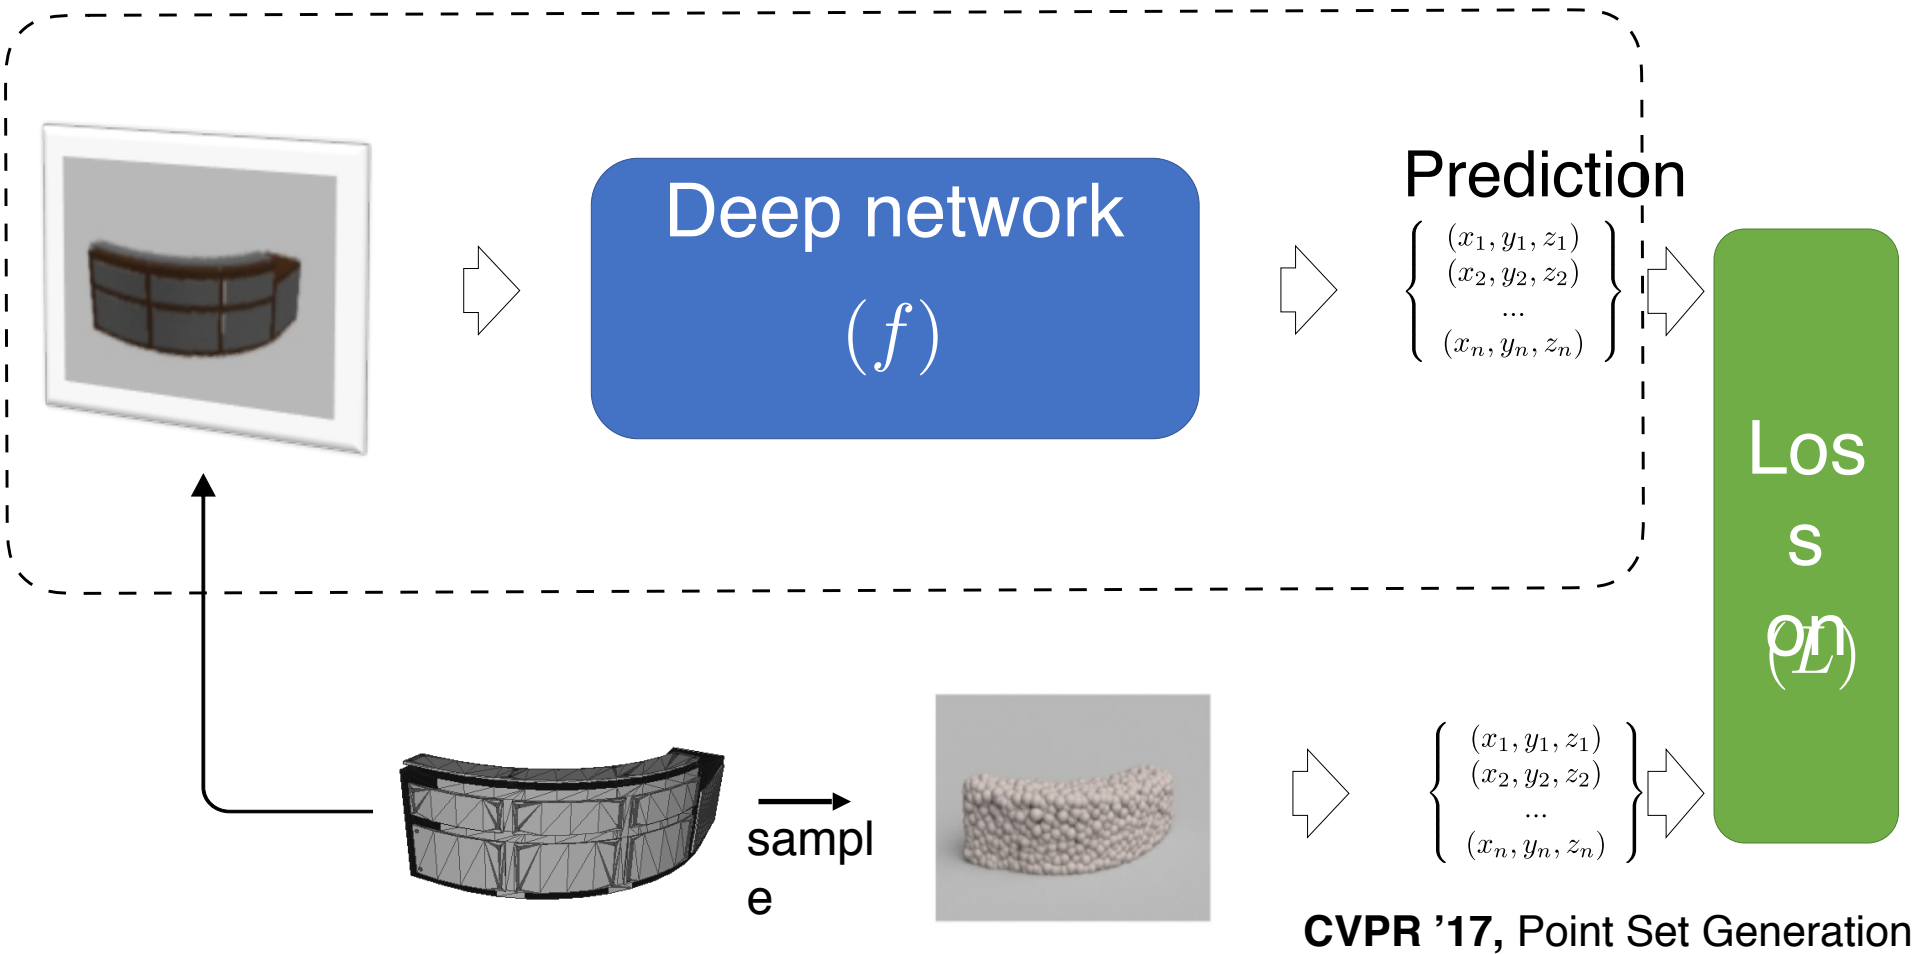 Deep network
(f)
Prediction
(x₁, y₁, z₁)
(x₂, y₂, z₂)
...
(xₙ, yₙ, zₙ)
Los
s
on
(L)
sampl
e
(x₁, y₁, z₁)
(x₂, y₂, z₂)
...
(xₙ, yₙ, zₙ)
CVPR ’17, Point Set Generation